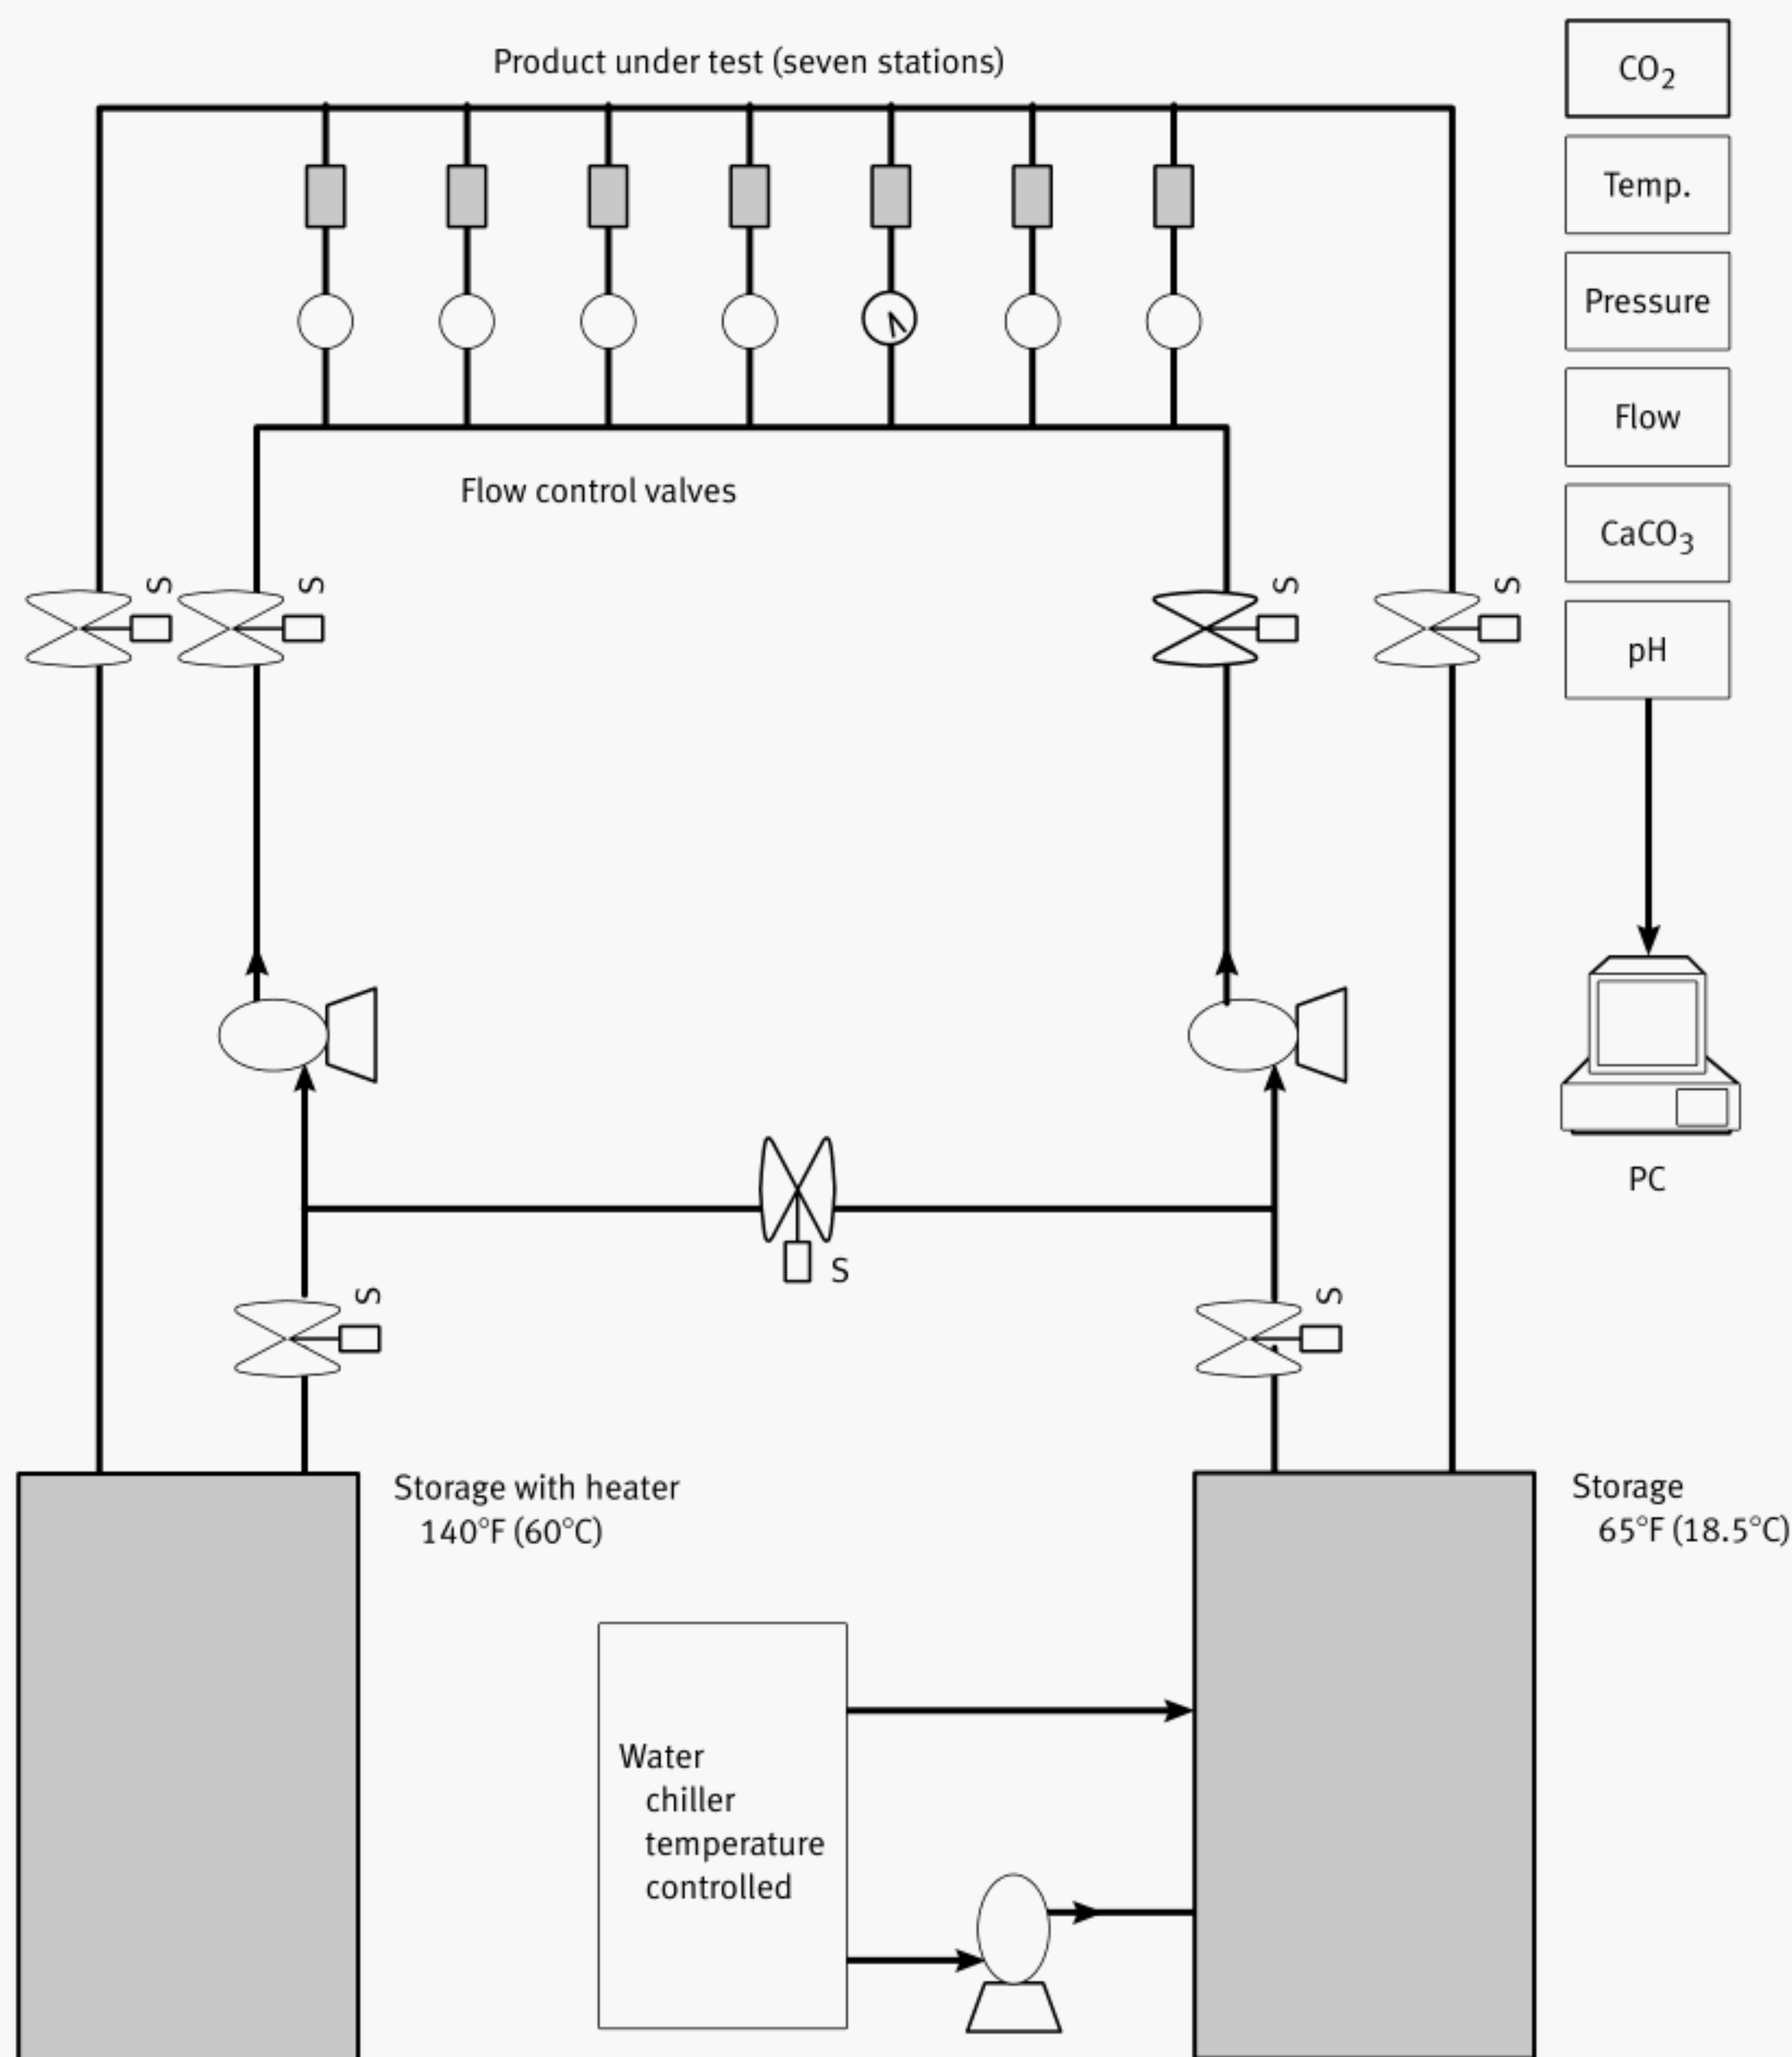 Product under test (seven stations)
CO2
Temp.
Pressure
Flow
CaCO3
pH
Flow control valves
S
S
S
S
PC
S
S
S
Storage with heater
140°F (60°C)
Storage
65°F (18.5°C)
Water
chiller
temperature
controlled